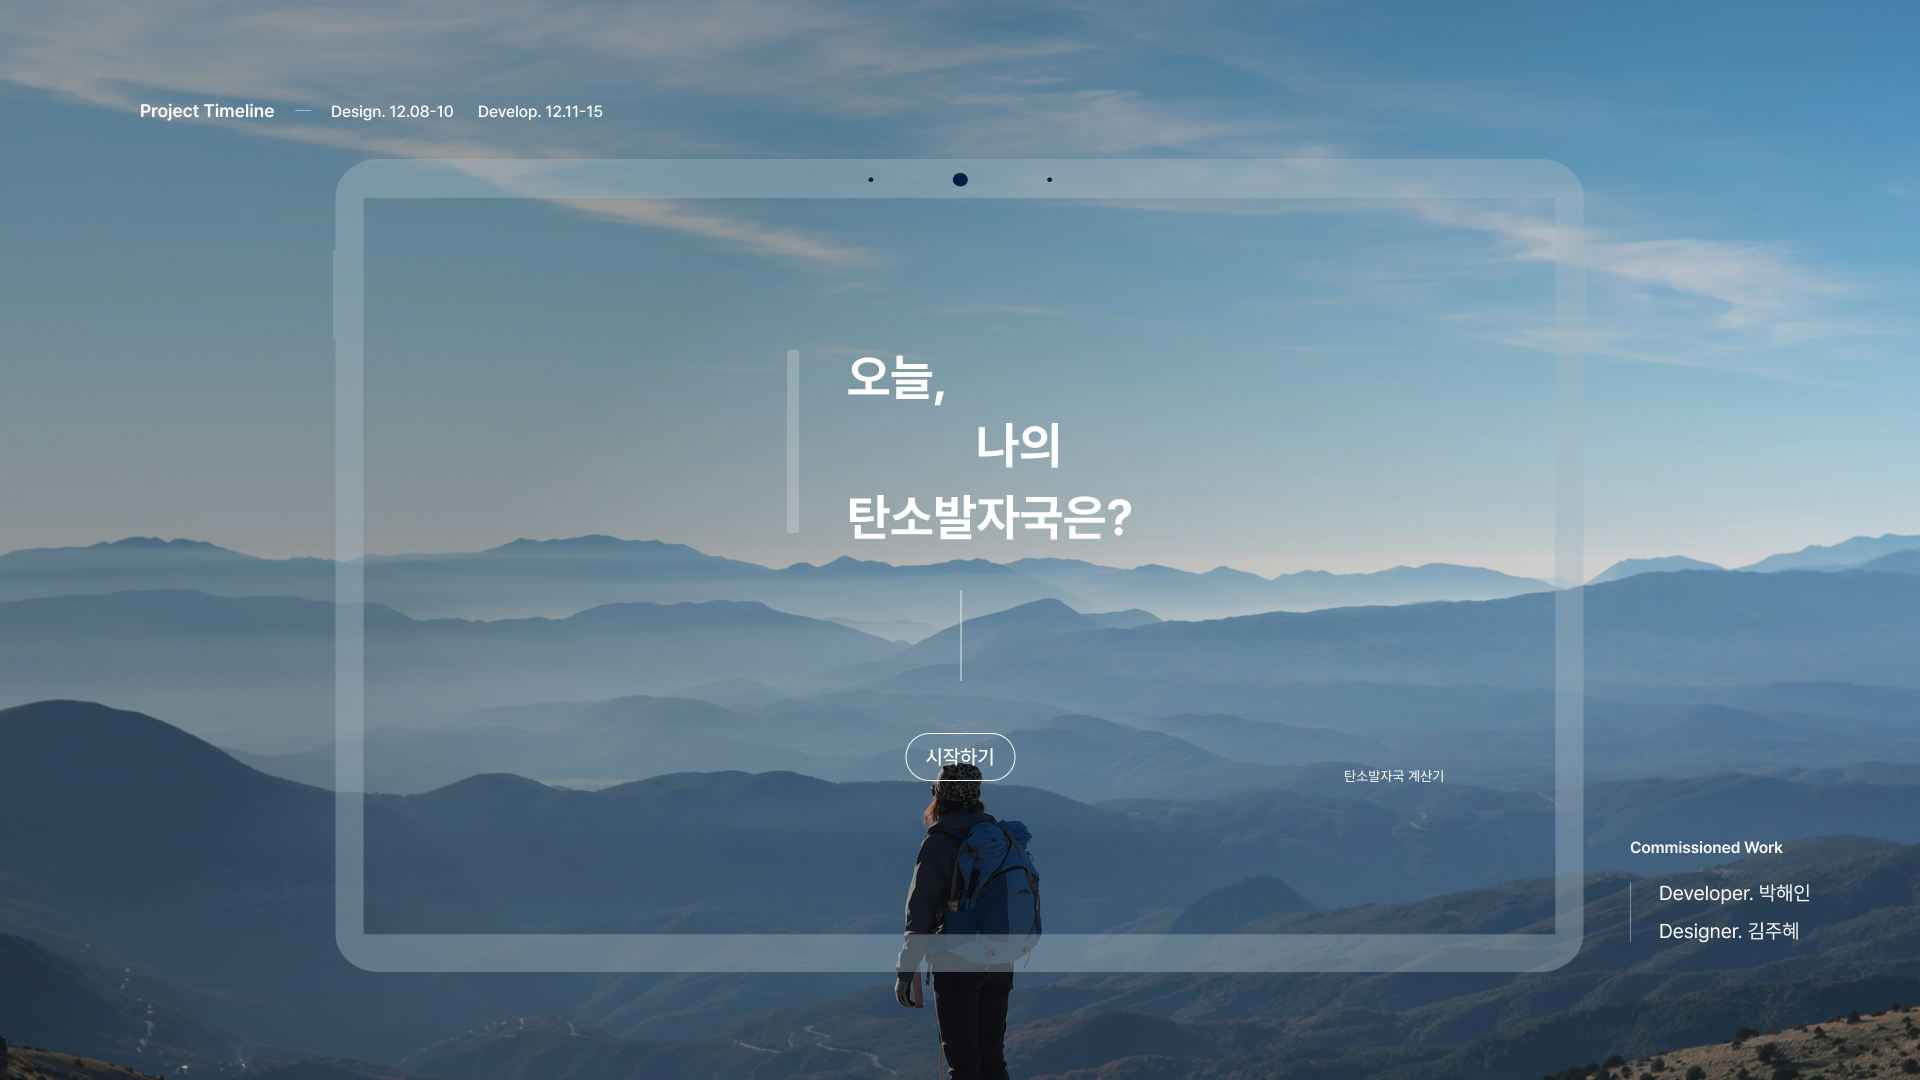 Project Timeline — Design. 12.08-10 Develop. 12.11-15
오늘,
나의
탄소발자국은?
시작하기
탄소발자국 계산기
Commissioned Work
Developer. 박해인
Designer. 김주혜